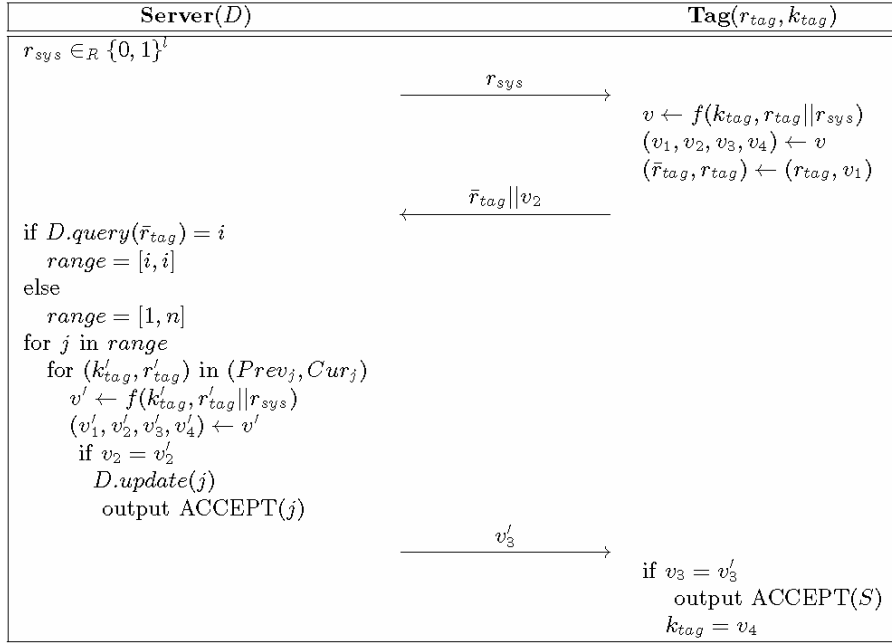 Server(D) Tag(r_tag, k_tag)
r_sys ∈_R {0, 1}^l
r_sys
v ← f(k_tag, r_tag||r_sys)
(v_1, v_2, v_3, v_4) ← v
(r̄_tag, r_tag) ← (r_tag, v_1)
r̄_tag||v_2
if D.query(r̄_tag) = i
range = [i, i]
else
range = [1, n]
for j in range
for (k′_tag, r′_tag) in (Prev_j, Cur_j)
v′ ← f(k′_tag, r′_tag||r_sys)
(v′_1, v′_2, v′_3, v′_4) ← v′
if v_2 = v′_2
D.update(j)
output ACCEPT(j)
v′_3
if v_3 = v′_3
output ACCEPT(S)
k_tag = v_4